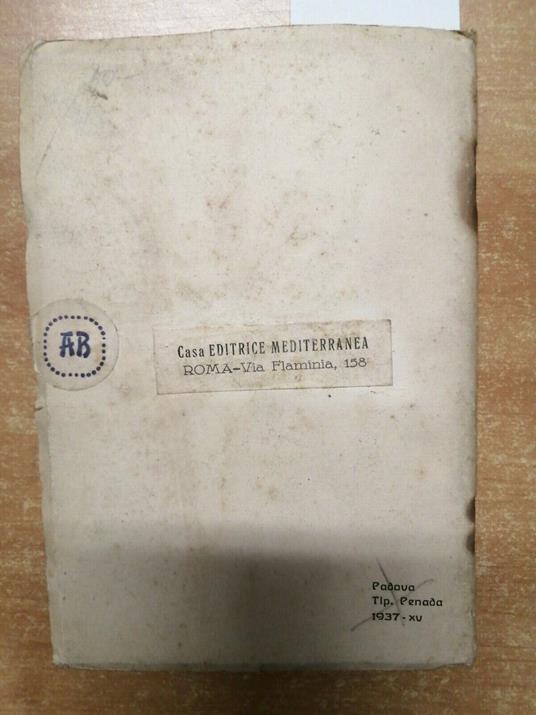 AB
Casa EDITRICE MEDITERRANEA
ROMA-Via Flaminia, 158
Padova
Tip. Penada
1937-XV